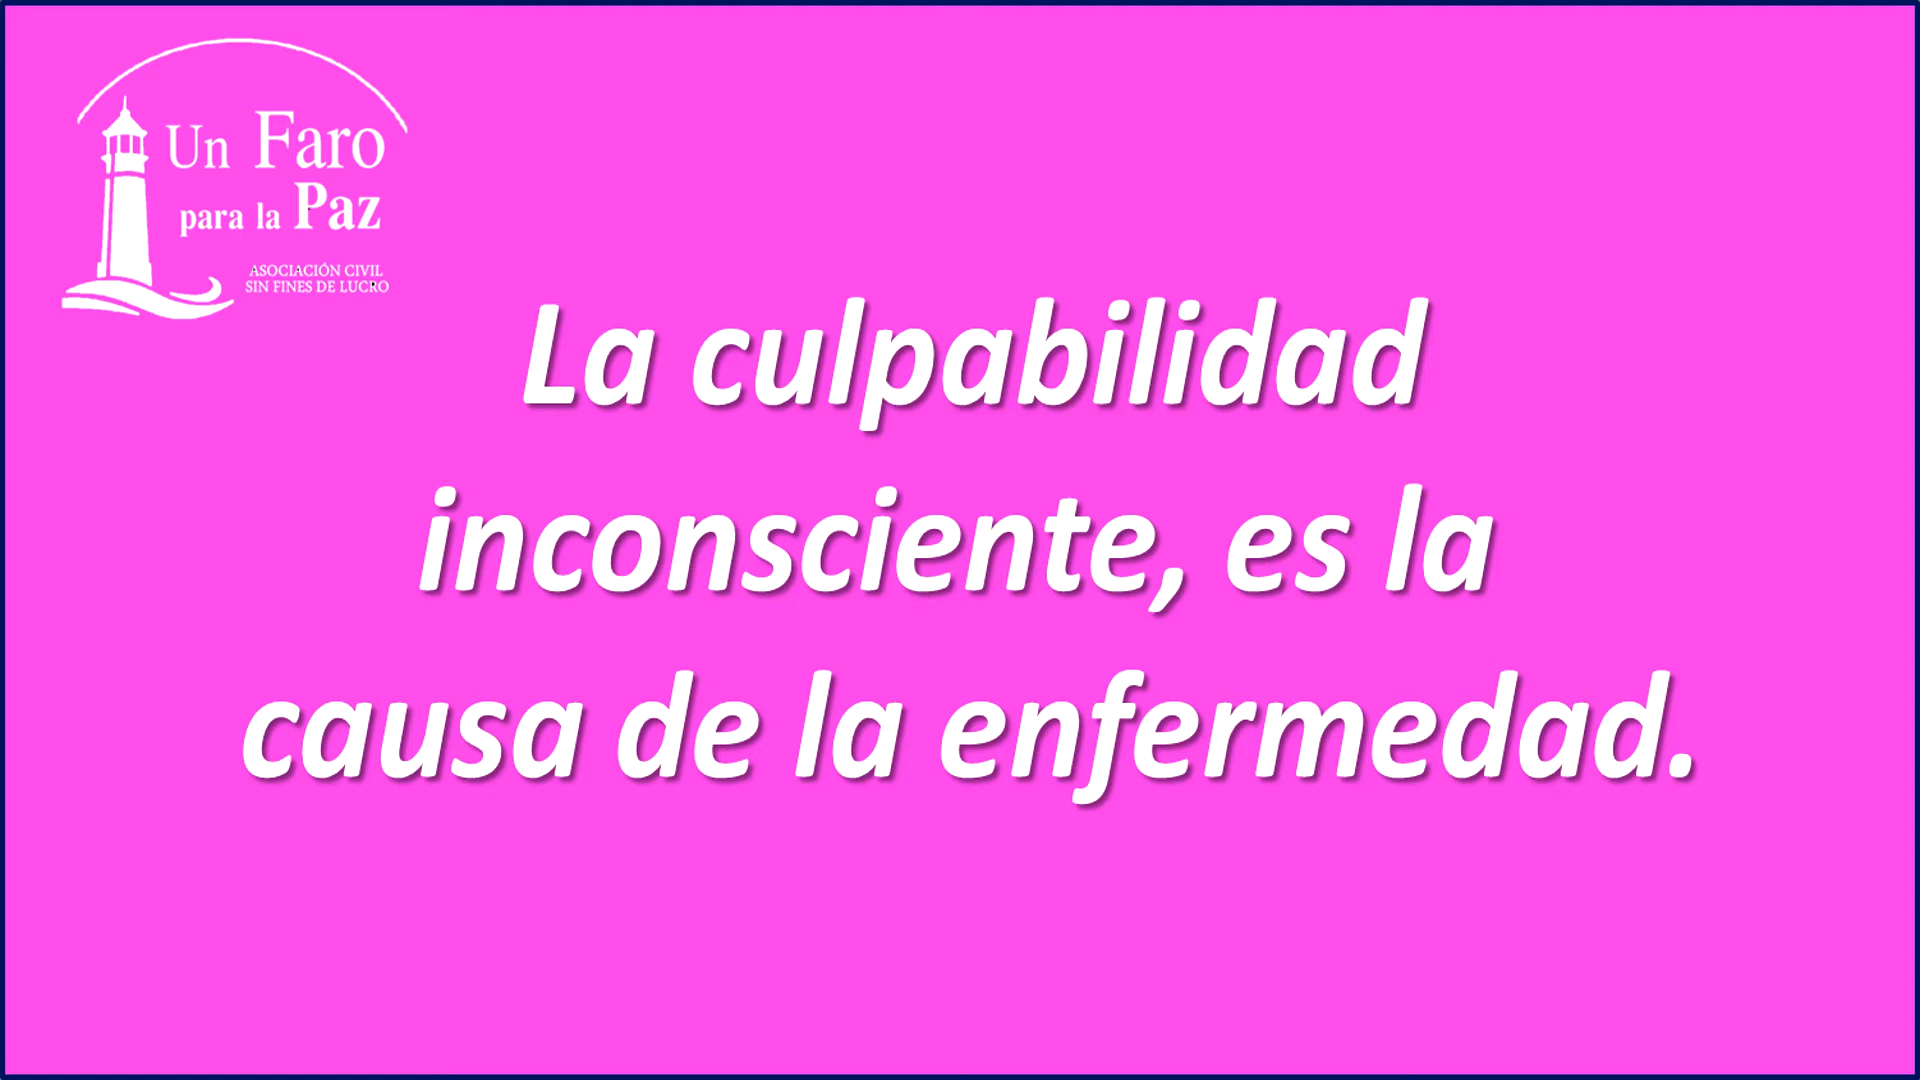 Un Faro
para la Paz
ASOCIACIÓN CIVIL
SIN FINES DE LUCRO
La culpabilidad
inconsciente, es la
causa de la enfermedad.